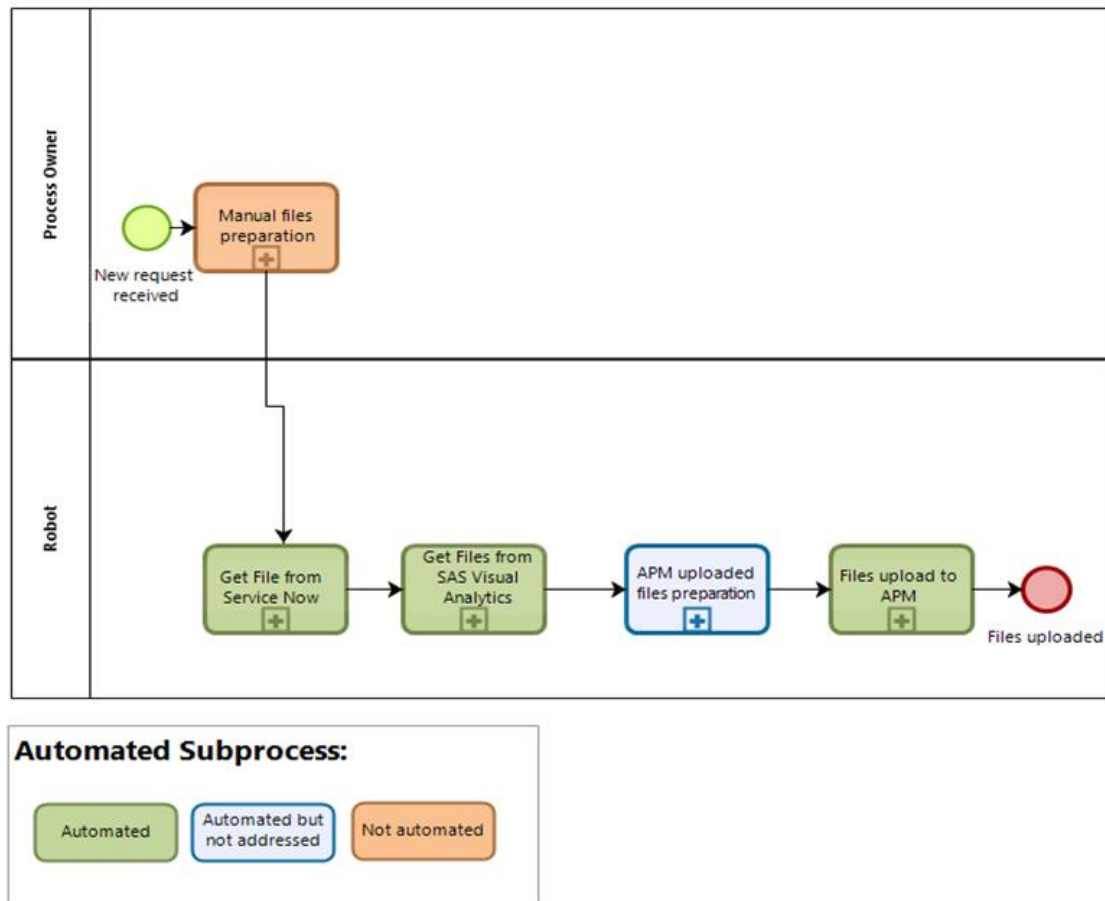 Process Owner
Manual files
preparation
New request
received
Robot
Get File from
Service Now
Get Files from
SAS Visual
Analytics
APM uploaded
files preparation
Files upload to
APM
Files uploaded
Automated Subprocess:
Automated
Automated but
not addressed
Not automated